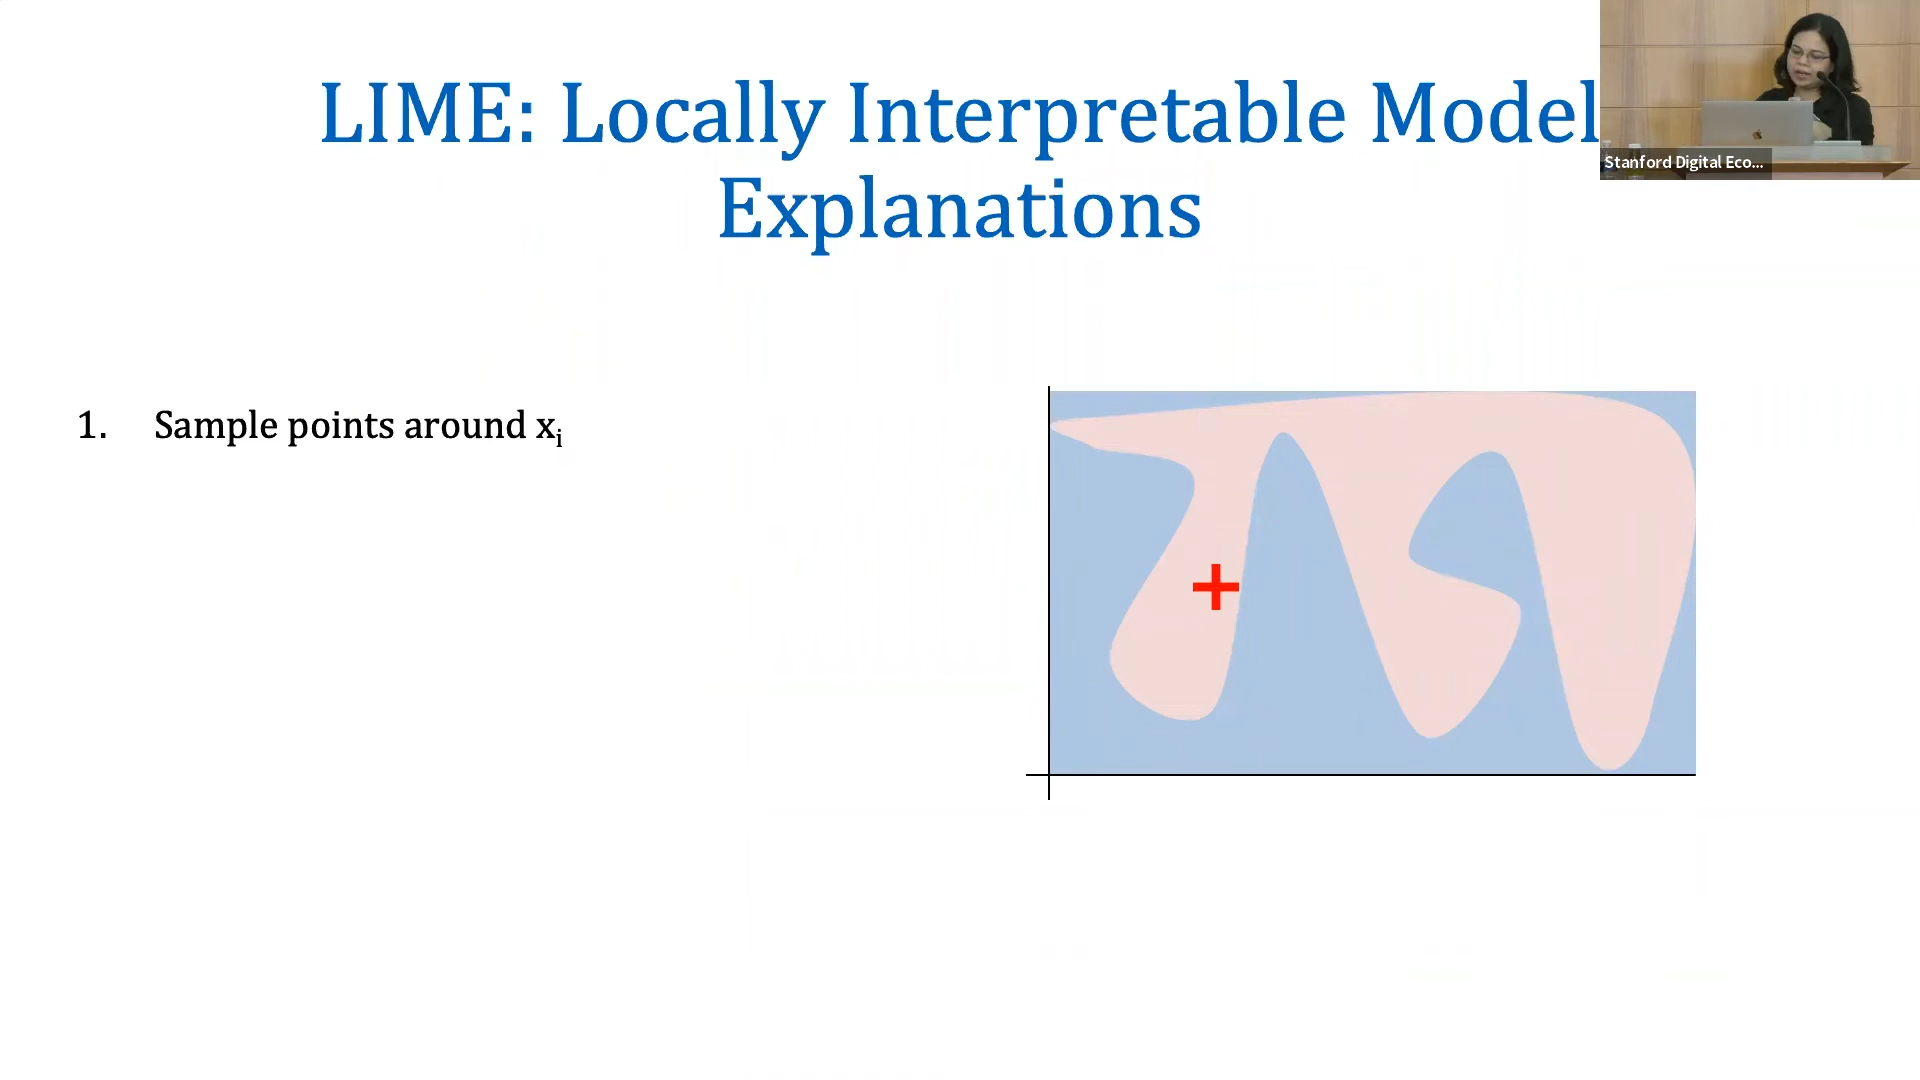 LIME: Locally Interpretable Model
Explanations
Stanford Digital Eco...
1. Sample points around xᵢ